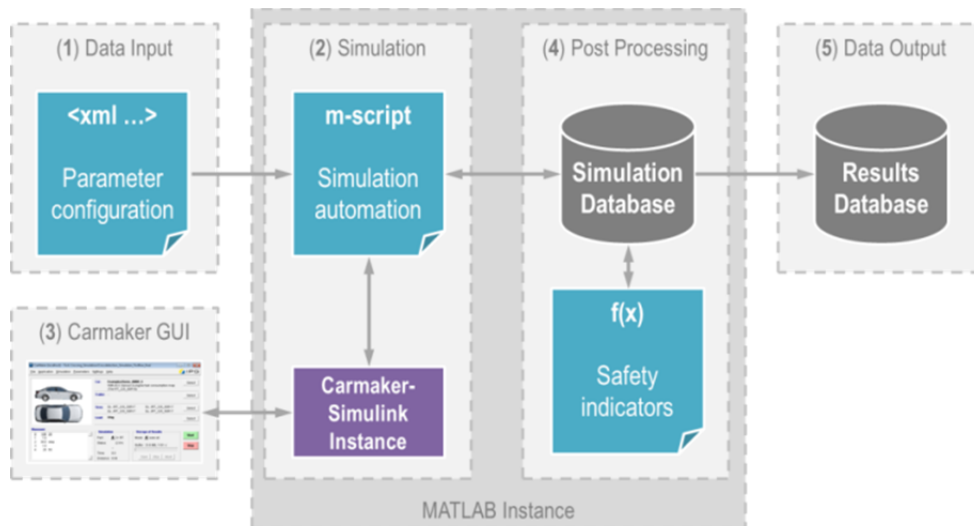 (1) Data Input
<xml ...>
Parameter
configuration
(2) Simulation
m-script
Simulation
automation
Carmaker-
Simulink
Instance
(3) Carmaker GUI
(4) Post Processing
Simulation
Database
f(x)
Safety
indicators
(5) Data Output
Results
Database
MATLAB Instance